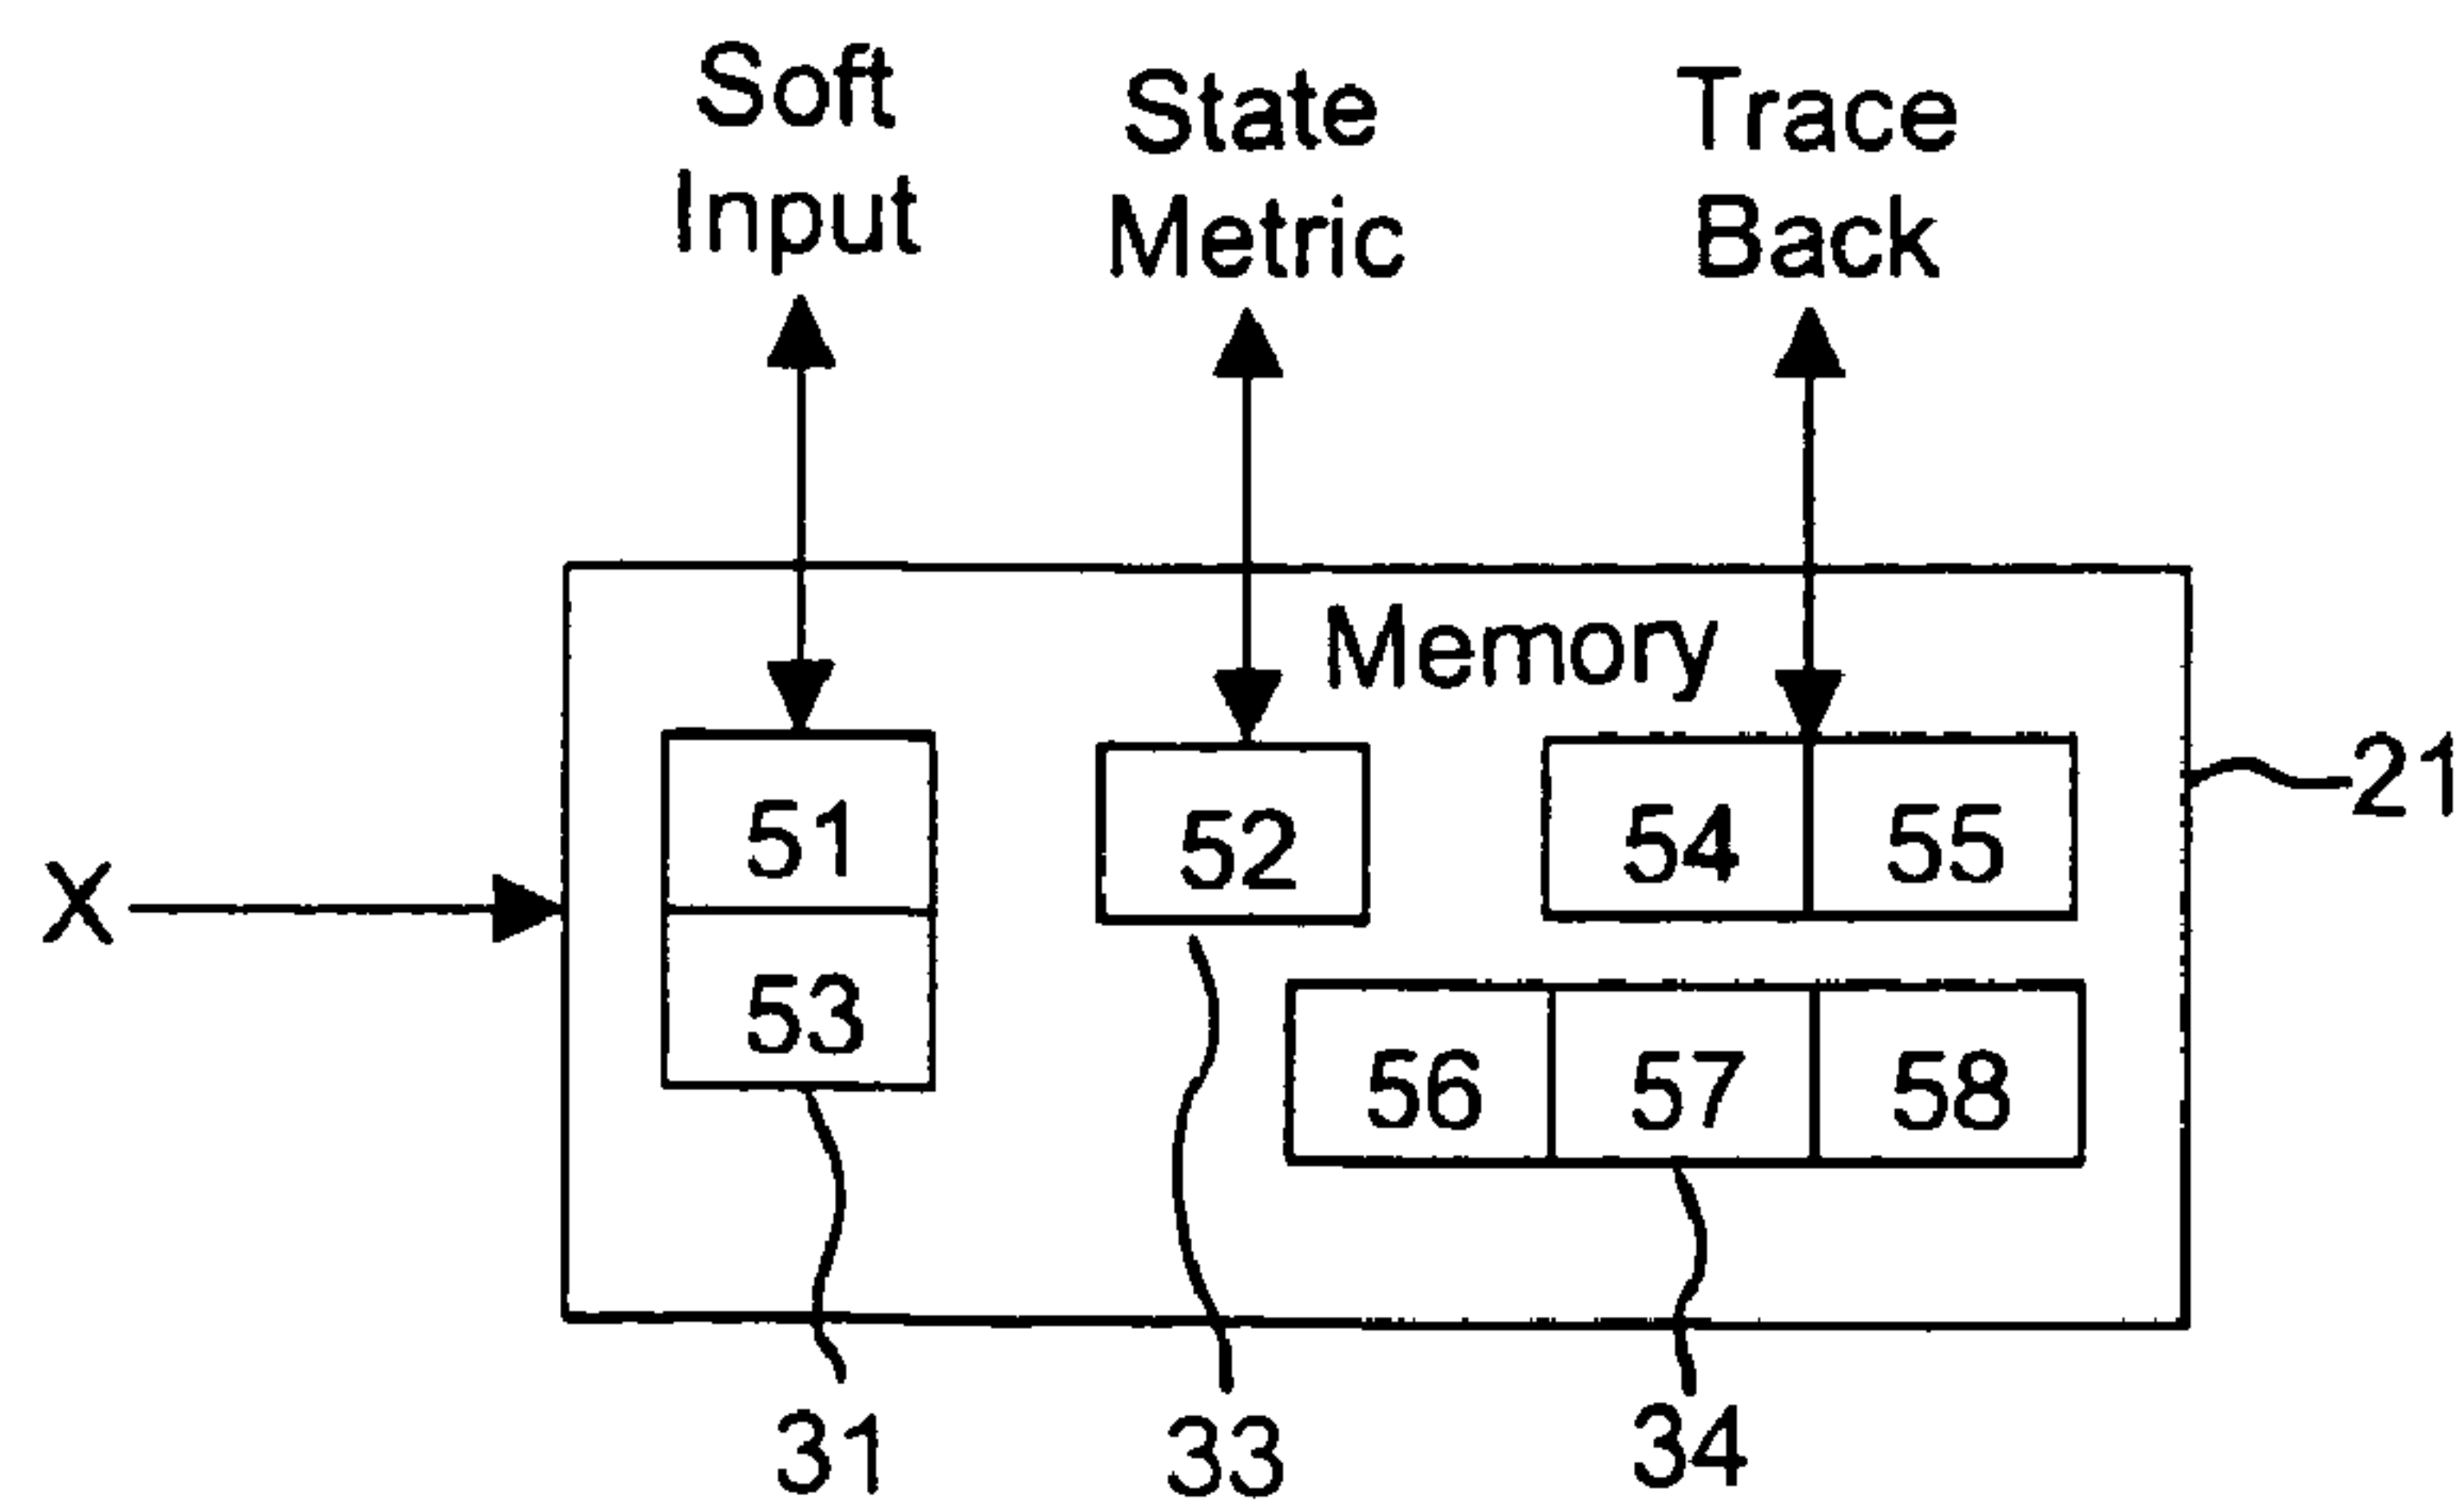 Soft
Input
State
Metric
Trace
Back
Memory
X
21
51
52
54 55
53
56 57 58
31
33
34